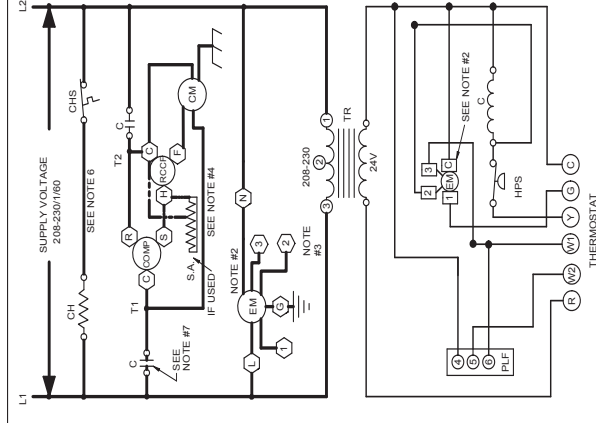 L1
L2
SUPPLY VOLTAGE
208-230/1/60
CH
CHS
SEE NOTE 6
T1
T2
C
C
R
COMP
C
S
C
RCCF
H
F
CM
SEE
NOTE #7
S.A.
IF USED
SEE NOTE #4
NOTE #2
L
EM
N
1
G
3
2
NOTE
#3
208-230
3
2
1
TR
24V
4
5
6
PLF
2
3
1
EM
C
SEE NOTE #2
C
HPS
R
W2
W1
Y
G
C
THERMOSTAT